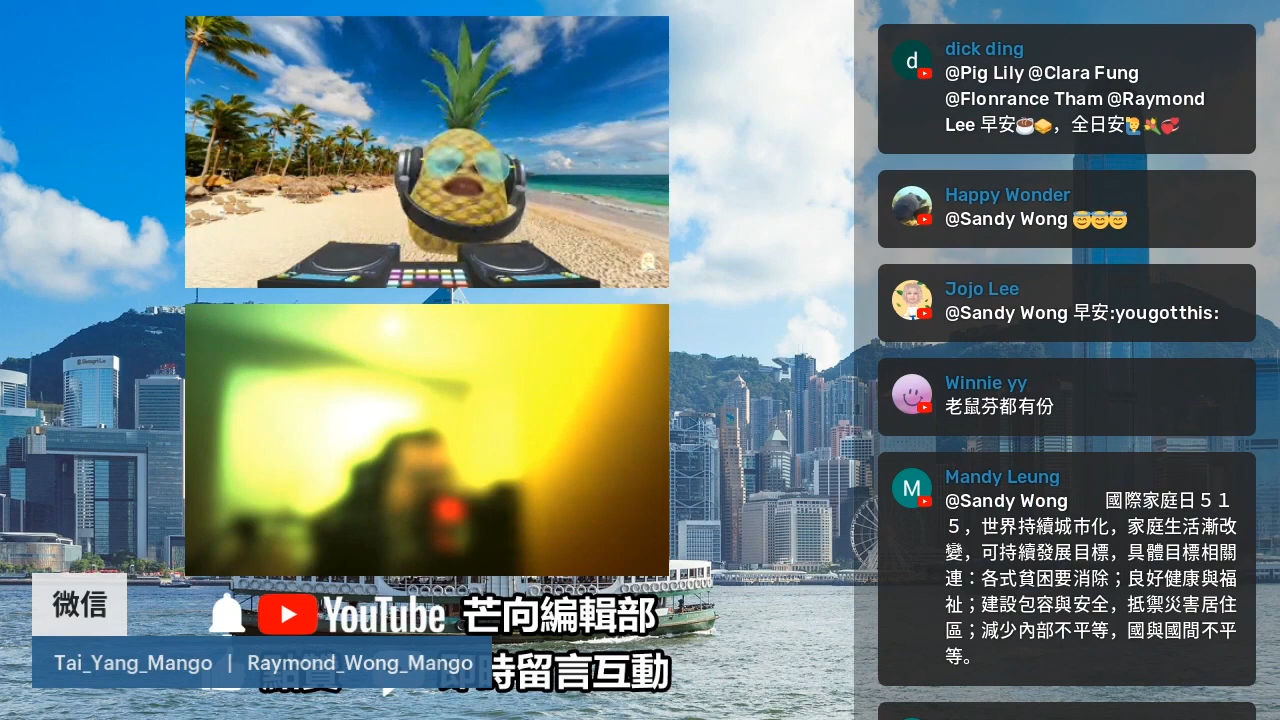 dick ding
@Pig Lily @Clara Fung
@Flonrance Tham @Raymond
Lee 早安☕🧈，全日安🙋‍♂️💐💞
Happy Wonder
@Sandy Wong 😇😇😇
Jojo Lee
@Sandy Wong 早安:yougotthis:
Winnie yy
老鼠芬都有份
Mandy Leung
@Sandy Wong 國際家庭日５１
５，世界持續城市化，家庭生活漸改
變，可持續發展目標，具體目標相關
連：各式貧困要消除；良好健康與福
祉；建設包容與安全，抵禦災害居住
區；減少內部不平等，國與國間不平
等。
微信
Tai_Yang_Mango | Raymond_Wong_Mango
YouTube 芒向編輯部
即時留言互動